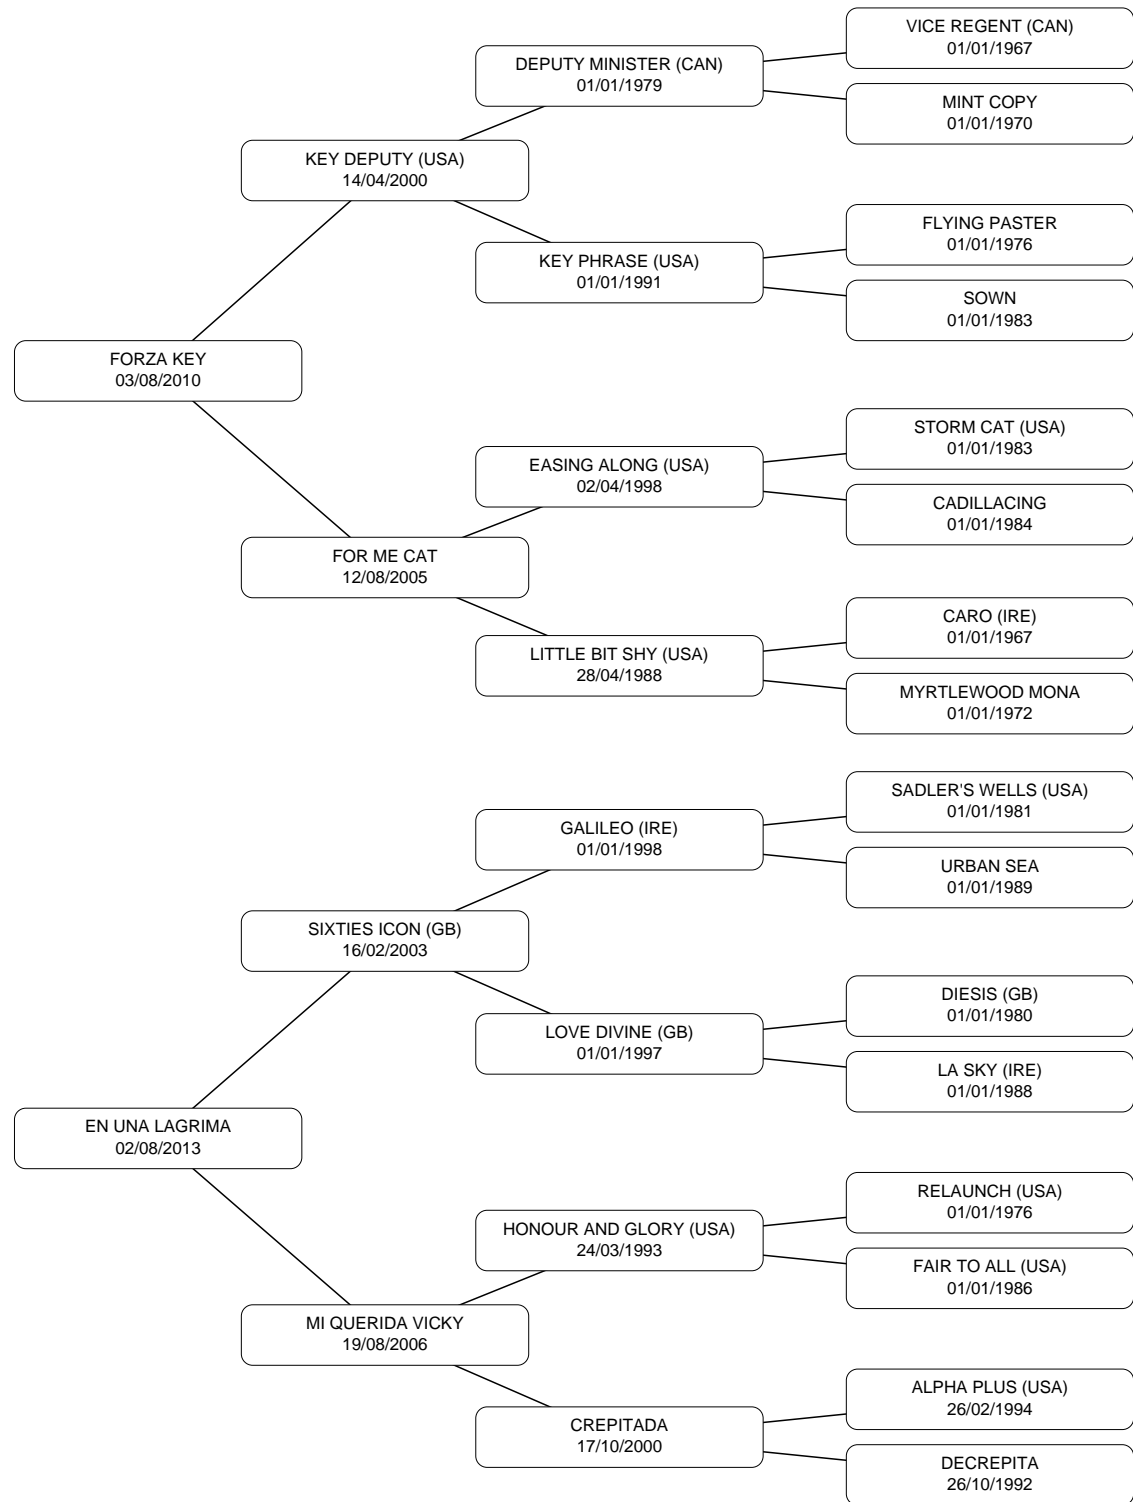 VICE REGENT (CAN)
01/01/1967
DEPUTY MINISTER (CAN)
01/01/1979
MINT COPY
01/01/1970
KEY DEPUTY (USA)
14/04/2000
FLYING PASTER
01/01/1976
KEY PHRASE (USA)
01/01/1991
SOWN
01/01/1983
FORZA KEY
03/08/2010
STORM CAT (USA)
01/01/1983
EASING ALONG (USA)
02/04/1998
CADILLACING
01/01/1984
FOR ME CAT
12/08/2005
CARO (IRE)
01/01/1967
LITTLE BIT SHY (USA)
28/04/1988
MYRTLEWOOD MONA
01/01/1972
SADLER'S WELLS (USA)
01/01/1981
GALILEO (IRE)
01/01/1998
URBAN SEA
01/01/1989
SIXTIES ICON (GB)
16/02/2003
DIESIS (GB)
01/01/1980
LOVE DIVINE (GB)
01/01/1997
LA SKY (IRE)
01/01/1988
EN UNA LAGRIMA
02/08/2013
RELAUNCH (USA)
01/01/1976
HONOUR AND GLORY (USA)
24/03/1993
FAIR TO ALL (USA)
01/01/1986
MI QUERIDA VICKY
19/08/2006
ALPHA PLUS (USA)
26/02/1994
CREPITADA
17/10/2000
DECREPITA
26/10/1992